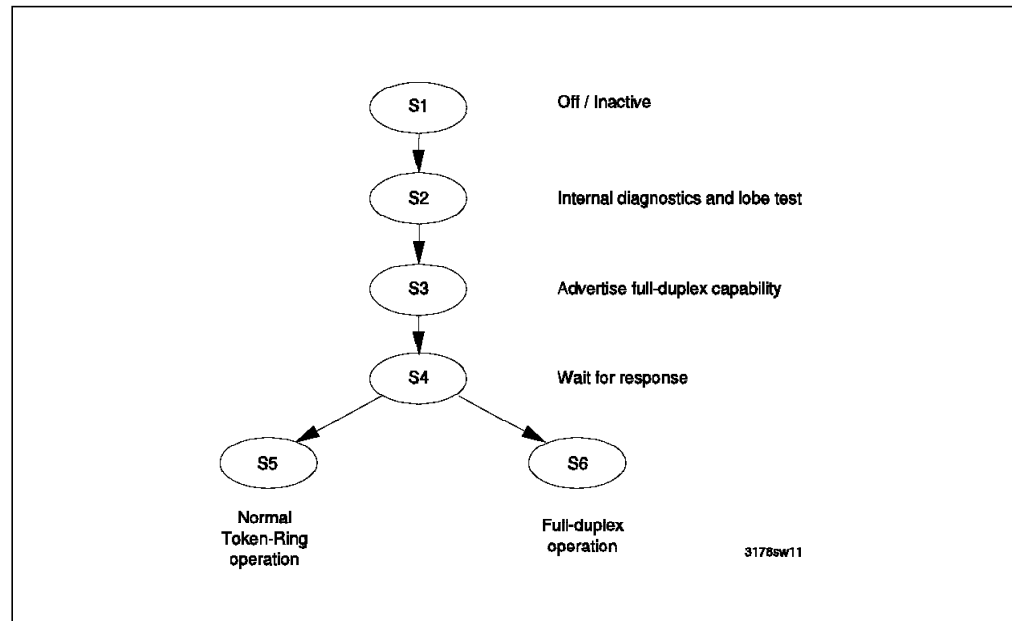 S1
Off / Inactive
S2
Internal diagnostics and lobe test
S3
Advertise full-duplex capability
S4
Wait for response
S5
S6
Normal
Token-Ring
operation
Full-duplex
operation
3178sw11